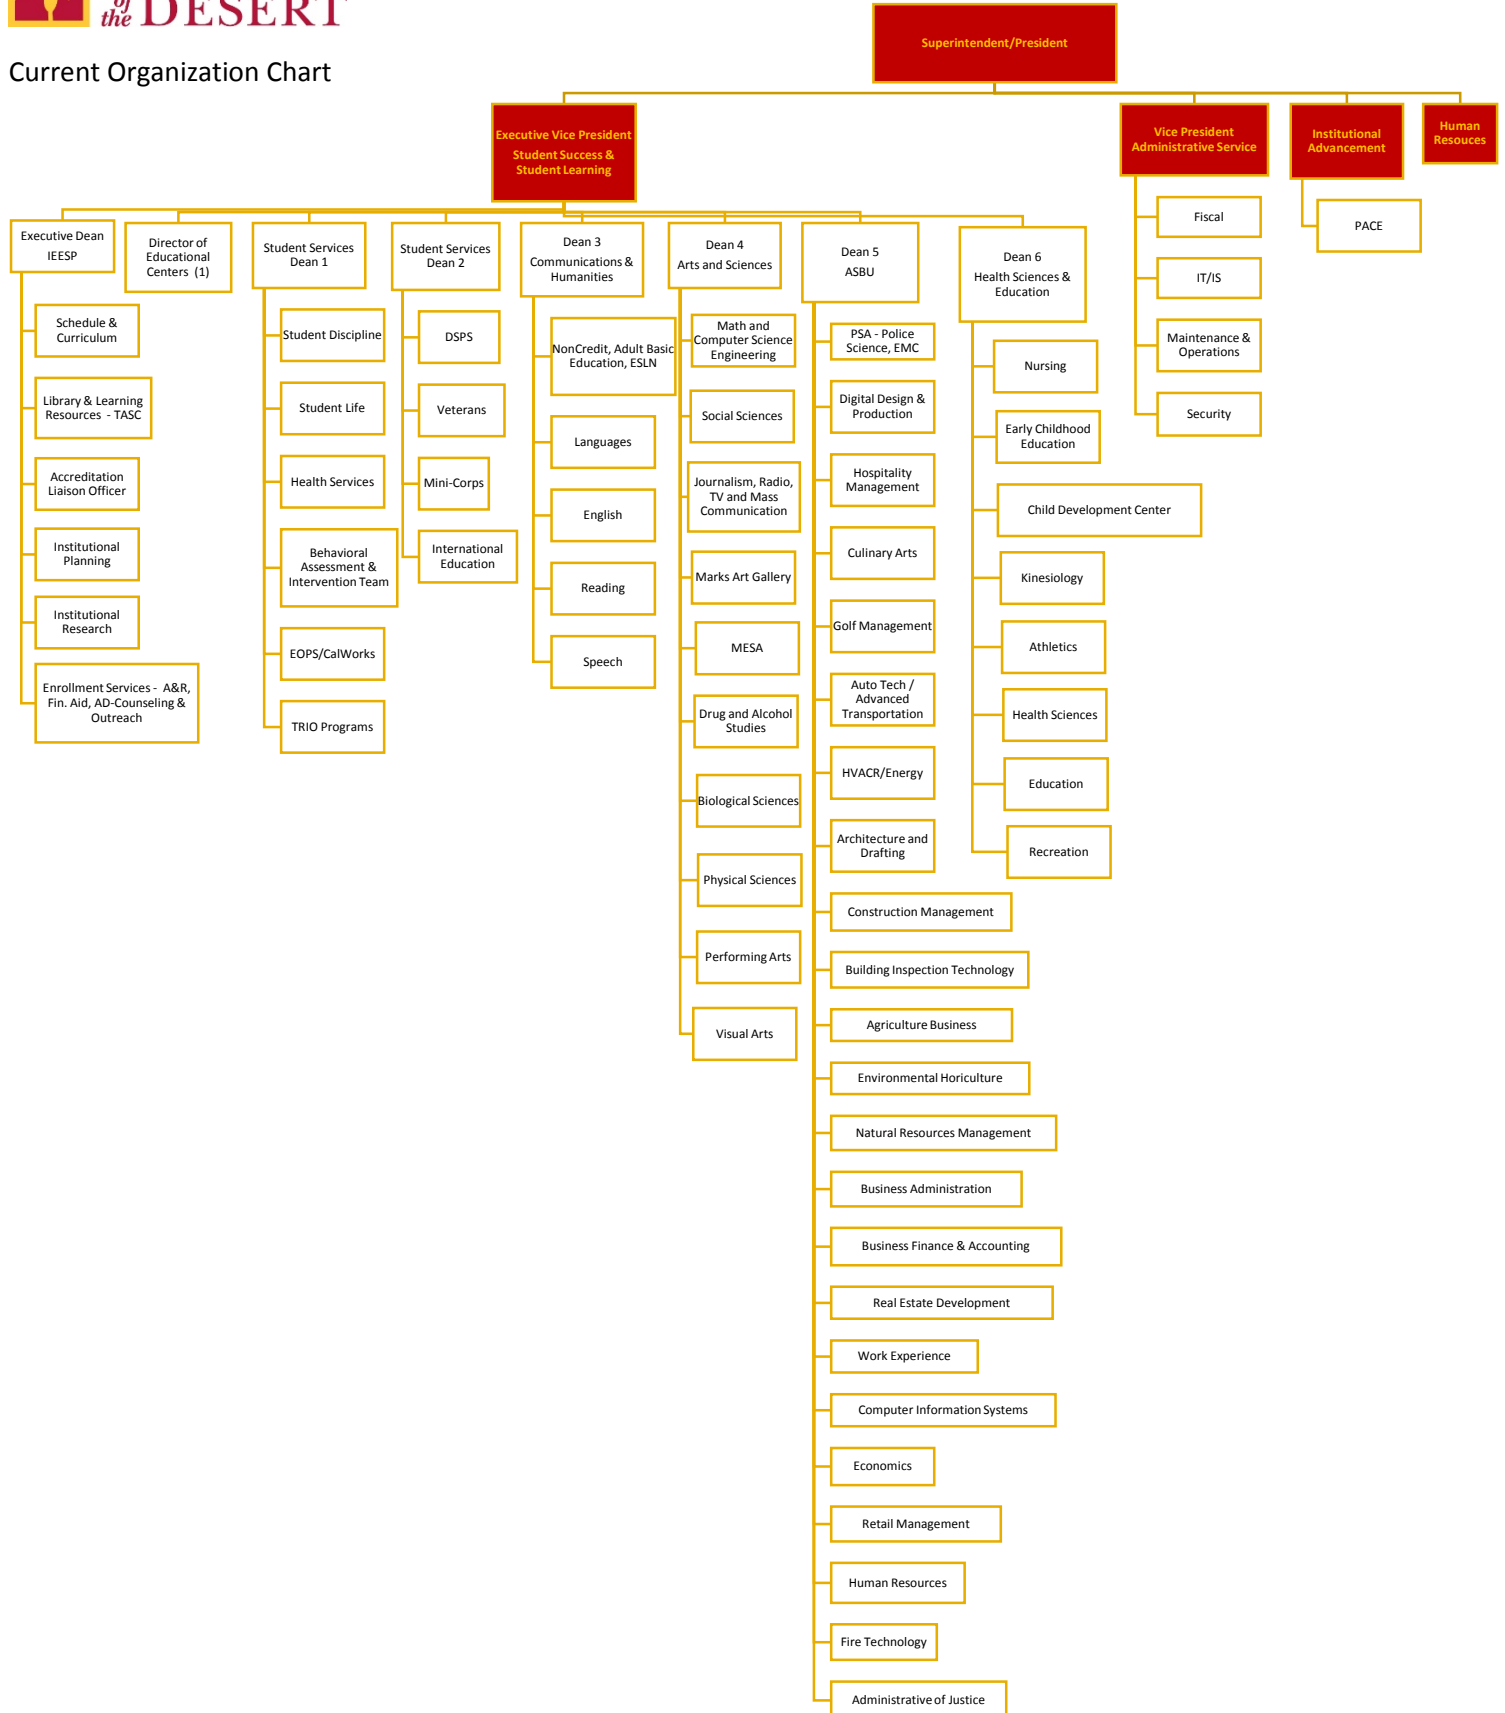 of
the DESERT
Current Organization Chart
Superintendent/President
Executive Vice President
Student Success &
Student Learning
Vice President
Administrative Service
Institutional
Advancement
Human
Resouces
Executive Dean
IEESP
Director of
Educational
Centers (1)
Student Services
Dean 1
Student Services
Dean 2
Dean 3
Communications &
Humanities
Dean 4
Arts and Sciences
Dean 5
ASBU
Dean 6
Health Sciences &
Education
Fiscal
IT/IS
Maintenance &
Operations
Security
PACE
Schedule &
Curriculum
Library & Learning
Resources - TASC
Accreditation
Liaison Officer
Institutional
Planning
Institutional
Research
Enrollment Services - A&R,
Fin. Aid, AD-Counseling &
Outreach
Student Discipline
Student Life
Health Services
Behavioral
Assessment &
Intervention Team
EOPS/CalWorks
TRIO Programs
DSPS
Veterans
Mini-Corps
International
Education
NonCredit, Adult Basic
Education, ESLN
Languages
English
Reading
Speech
Math and
Computer Science
Engineering
Social Sciences
Journalism, Radio,
TV and Mass
Communication
Marks Art Gallery
MESA
Drug and Alcohol
Studies
Biological Sciences
Physical Sciences
Performing Arts
Visual Arts
PSA - Police
Science, EMC
Digital Design &
Production
Hospitality
Management
Culinary Arts
Golf Management
Auto Tech /
Advanced
Transportation
HVACR/Energy
Architecture and
Drafting
Construction Management
Building Inspection Technology
Agriculture Business
Environmental Horiculture
Natural Resources Management
Business Administration
Business Finance & Accounting
Real Estate Development
Work Experience
Computer Information Systems
Economics
Retail Management
Human Resources
Fire Technology
Administrative of Justice
Nursing
Early Childhood
Education
Child Development Center
Kinesiology
Athletics
Health Sciences
Education
Recreation